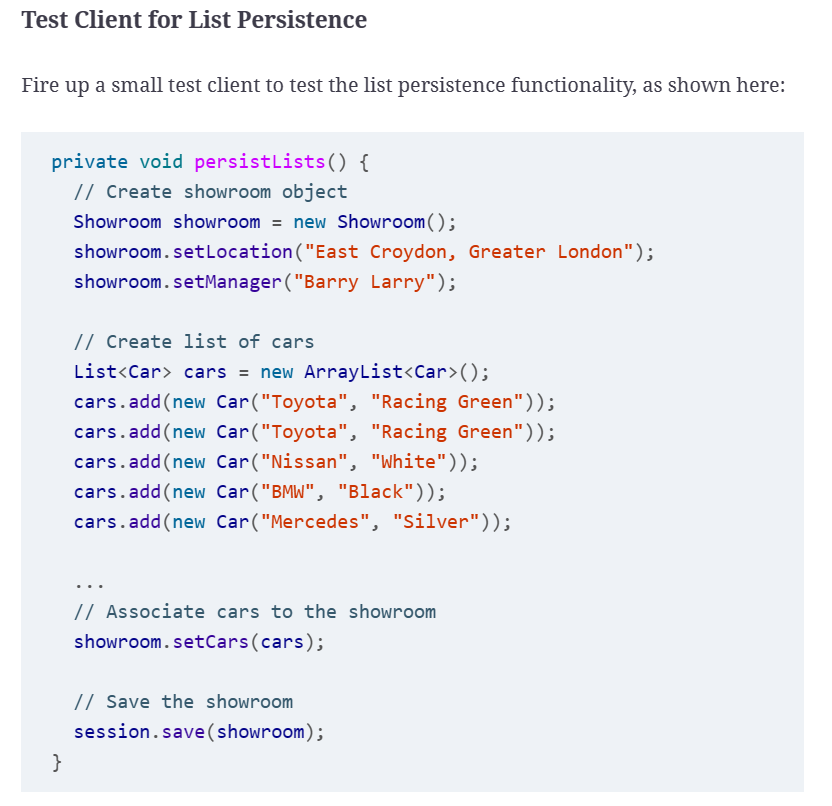 Test Client for List Persistence
Fire up a small test client to test the list persistence functionality, as shown here:
private void persistLists() {
  // Create showroom object
  Showroom showroom = new Showroom();
  showroom.setLocation("East Croydon, Greater London");
  showroom.setManager("Barry Larry");

  // Create list of cars
  List<Car> cars = new ArrayList<Car>();
  cars.add(new Car("Toyota", "Racing Green"));
  cars.add(new Car("Toyota", "Racing Green"));
  cars.add(new Car("Nissan", "White"));
  cars.add(new Car("BMW", "Black"));
  cars.add(new Car("Mercedes", "Silver"));

  ...
  // Associate cars to the showroom
  showroom.setCars(cars);

  // Save the showroom
  session.save(showroom);
}